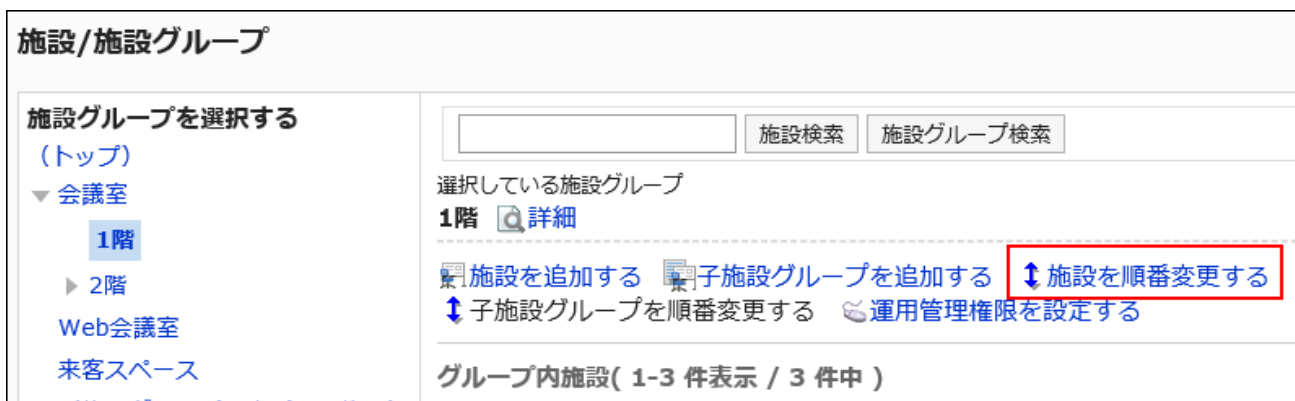 施設/施設グループ
施設グループを選択する
(トップ)
会議室
1階
2階
Web会議室
来客スペース
施設検索 施設グループ検索
選択している施設グループ
1階 詳細
施設を追加する 子施設グループを追加する 施設を順番変更する
子施設グループを順番変更する 運用管理権限を設定する
グループ内施設( 1-3 件表示 / 3 件中 )